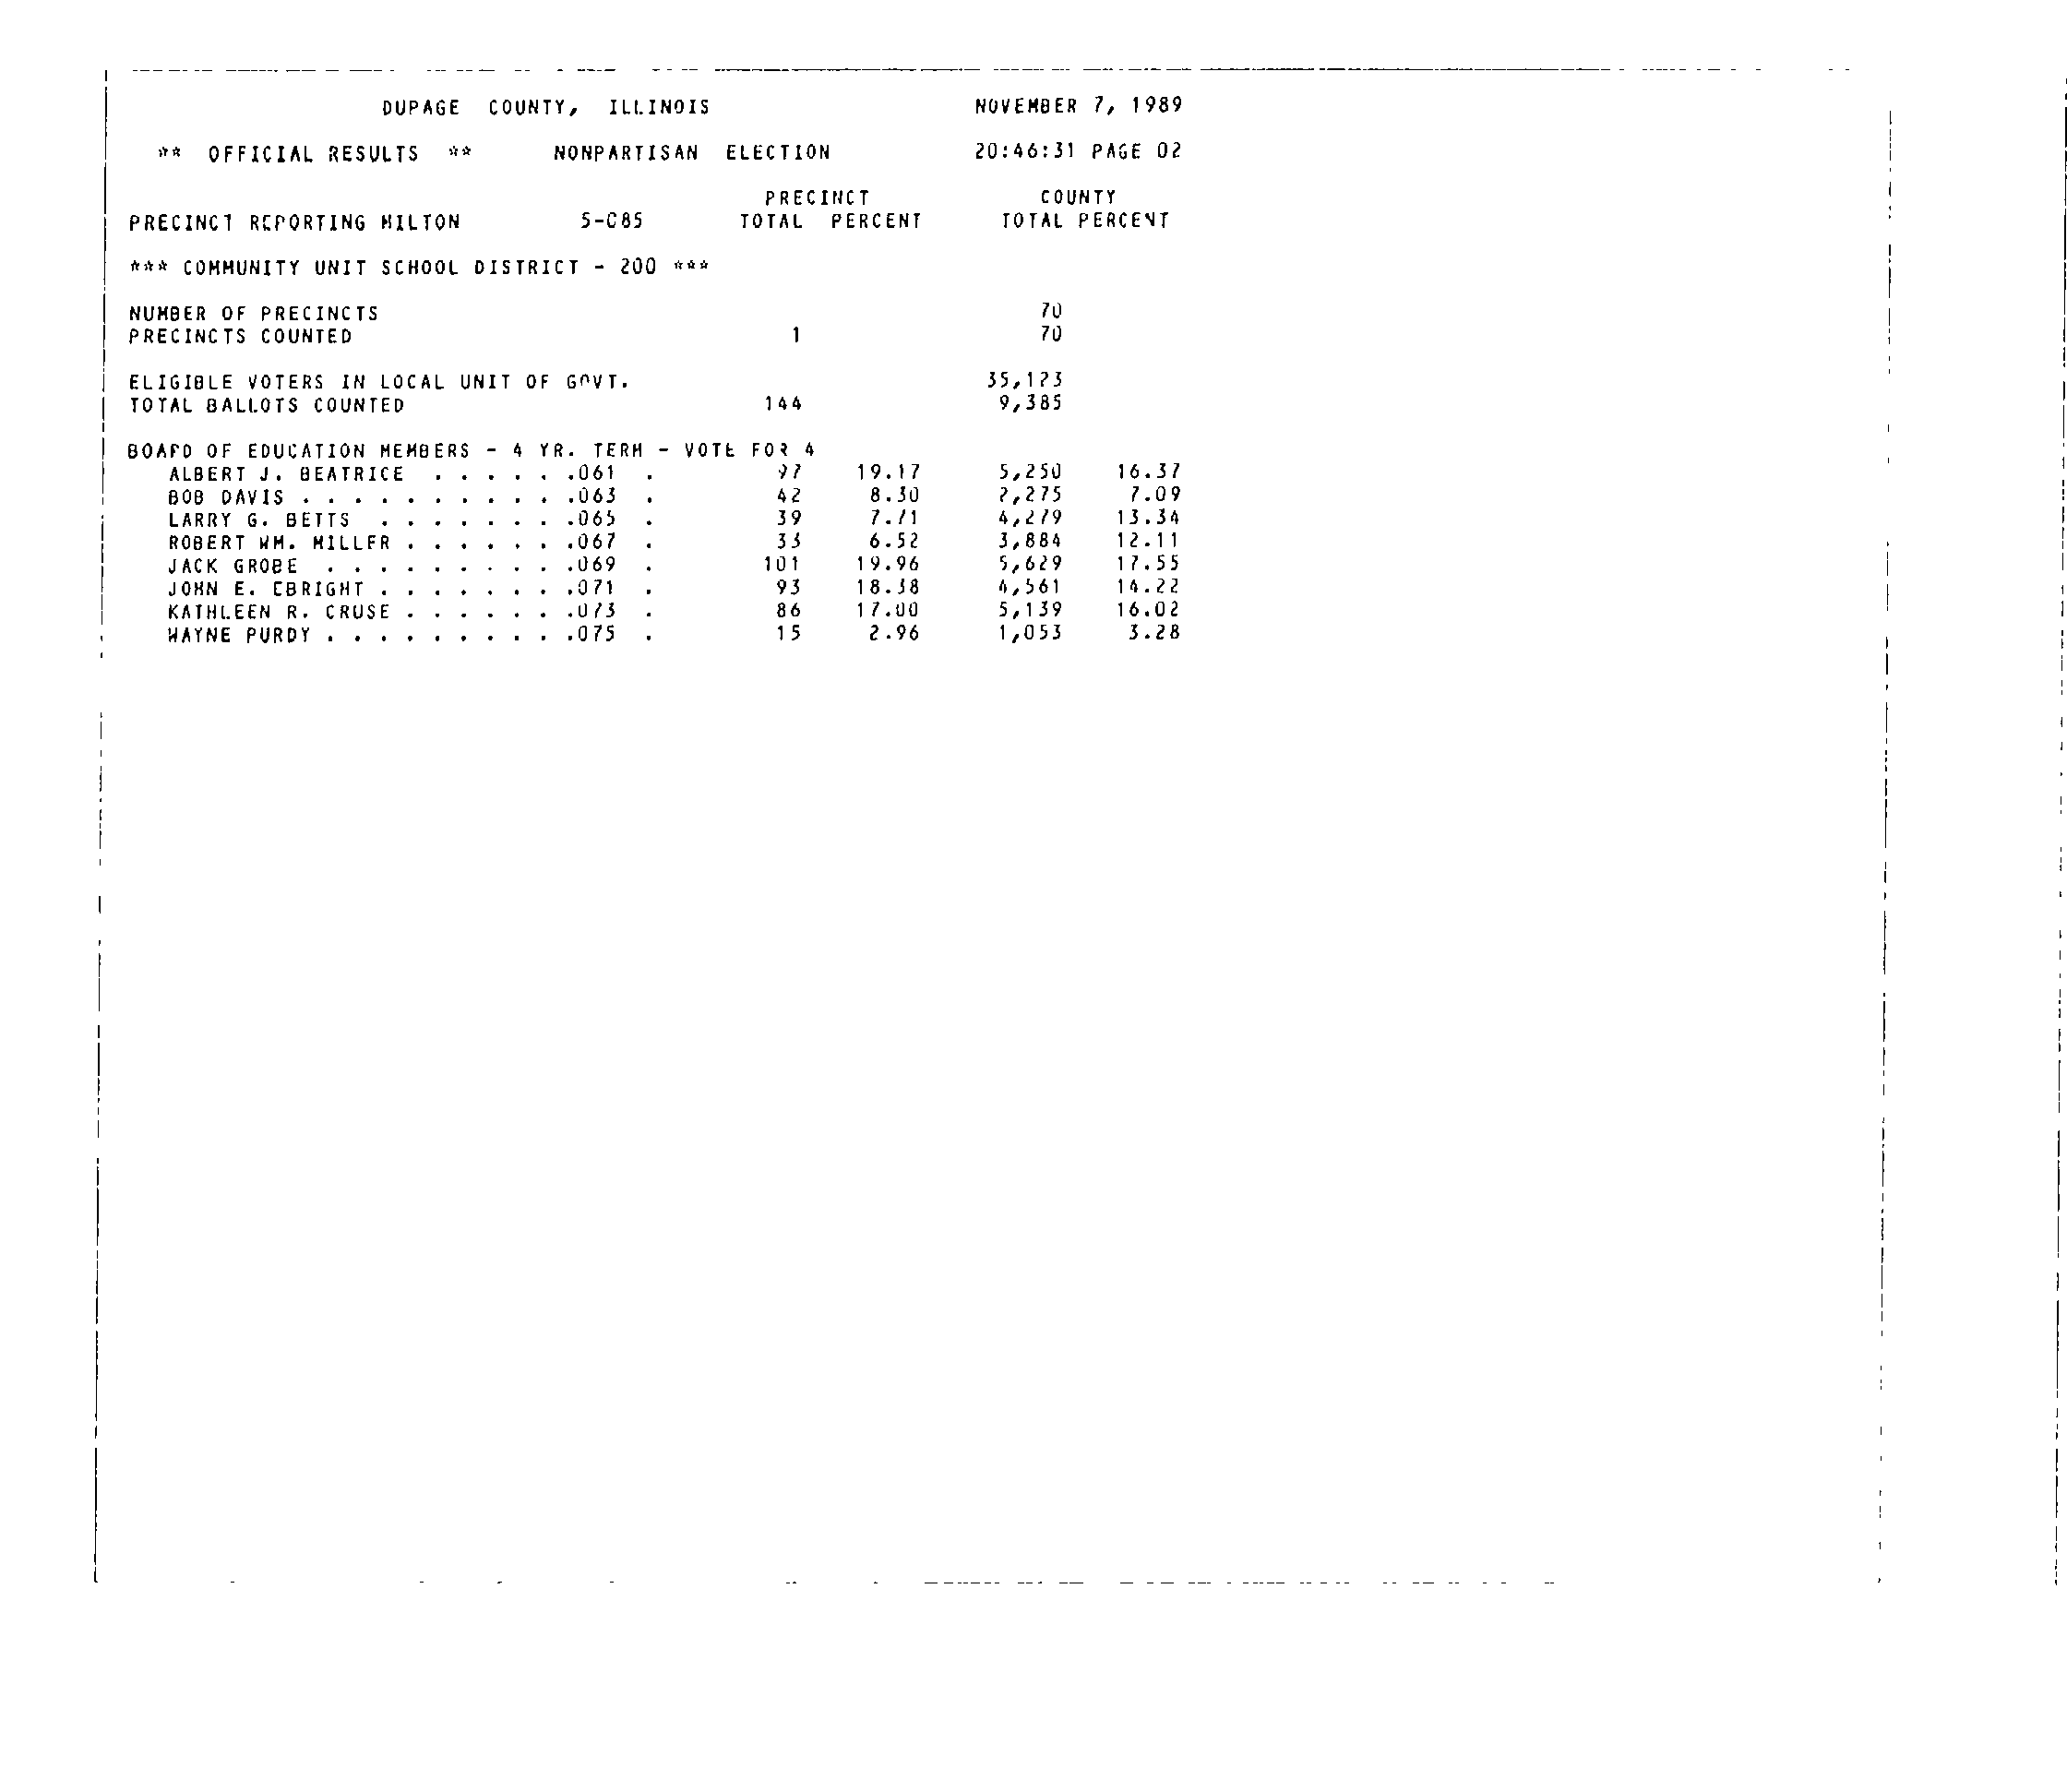 DUPAGE COUNTY, ILLINOIS NOVEMBER 7, 1989
** OFFICIAL RESULTS ** NONPARTISAN ELECTION 20:46:31 PAGE 02
PRECINCT COUNTY
PRECINCT REPORTING MILTON 5-085 TOTAL PERCENT TOTAL PERCENT
*** COMMUNITY UNIT SCHOOL DISTRICT - 200 ***
NUMBER OF PRECINCTS 70
PRECINCTS COUNTED 1 70
ELIGIBLE VOTERS IN LOCAL UNIT OF GOVT. 35,123
TOTAL BALLOTS COUNTED 144 9,385
BOARD OF EDUCATION MEMBERS - 4 YR. TERM - VOTE FOR 4
ALBERT J. BEATRICE . . . . . .061 . 97 19.17 5,250 16.37
BOB DAVIS . . . . . . . . . . .063 . 42 8.30 2,275 7.09
LARRY G. BETTS . . . . . . . .065 . 39 7.71 4,279 13.34
ROBERT WM. MILLER . . . . . . .067 . 33 6.52 3,884 12.11
JACK GROBE . . . . . . . . . .069 . 101 19.96 5,629 17.55
JOHN E. EBRIGHT . . . . . . . .071 . 93 18.38 4,561 14.22
KATHLEEN R. CRUSE . . . . . . .073 . 86 17.00 5,139 16.02
WAYNE PURDY . . . . . . . . . .075 . 15 2.96 1,053 3.28